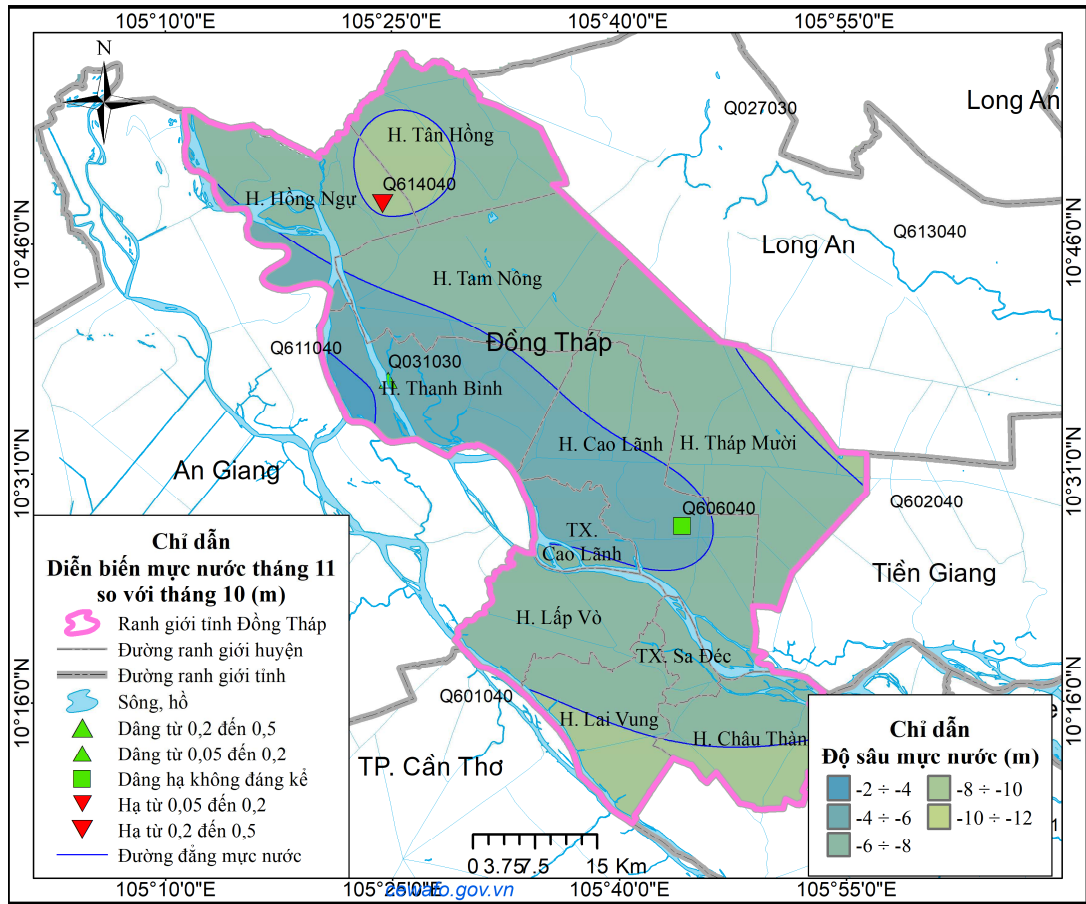 105°10'0"E 105°25'0"E 105°40'0"E 105°55'0"E
N
Long An
Q027030
H. Tân Hồng
Q614040
H. Hồng Ngự
10°46'0"N
10°46'0"N
Q613040
Long An
H. Tam Nông
Đồng Tháp
Q611040
Q031030
H. Thanh Bình
H. Cao Lãnh
H. Tháp Mười
An Giang
10°31'0"N
10°31'0"N
Q602040
Q606040
TX.
Cao Lãnh
Tiền Giang
H. Lấp Vò
TX. Sa Đéc
Q601040
10°16'0"N
10°16'0"N
H. Lai Vung
H. Châu Thàn
TP. Cần Thơ
Chỉ dẫn
Diễn biến mực nước tháng 11
so với tháng 10 (m)
Ranh giới tỉnh Đồng Tháp
Đường ranh giới huyện
Đường ranh giới tỉnh
Sông, hồ
Dâng từ 0,2 đến 0,5
Dâng từ 0,05 đến 0,2
Dâng hạ không đáng kể
Hạ từ 0,05 đến 0,2
Hạ từ 0,2 đến 0,5
Đường đẳng mực nước
0 3.75 7.5 15 Km
Chỉ dẫn
Độ sâu mực nước (m)
-2 ÷ -4 -8 ÷ -10
-4 ÷ -6 -10 ÷ -12
-6 ÷ -8
105°10'0"E 105°25'0"E 105°40'0"E 105°55'0"E
cewafo.gov.vn